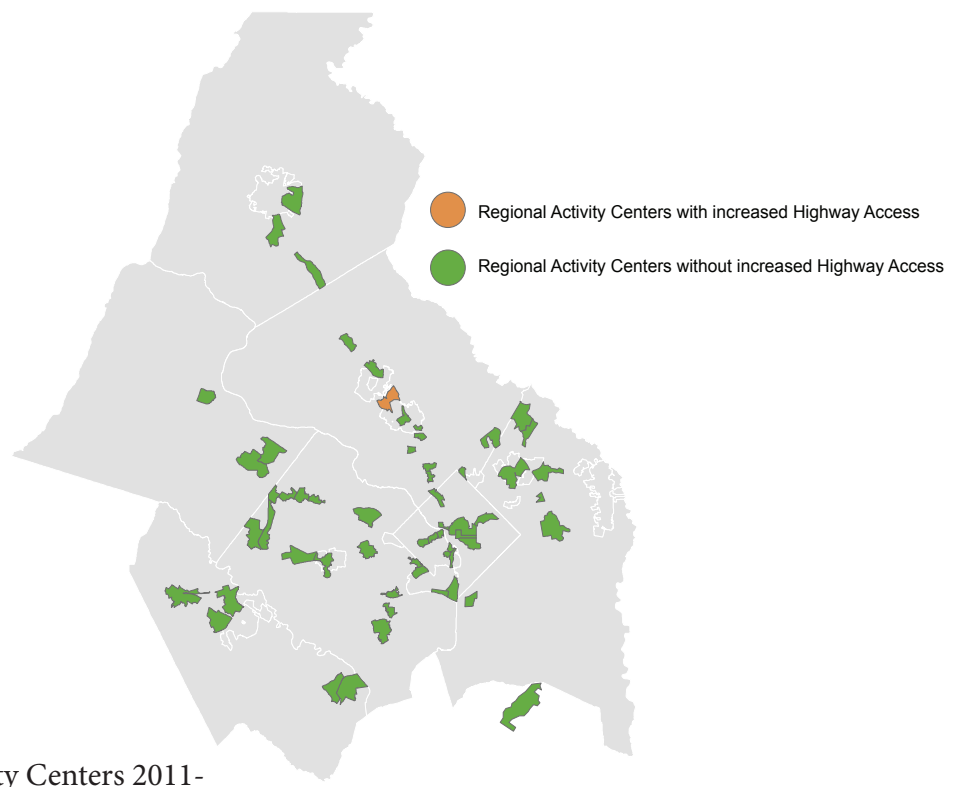 Regional Activity Centers with increased Highway Access
Regional Activity Centers without increased Highway Access
Centers 2011-